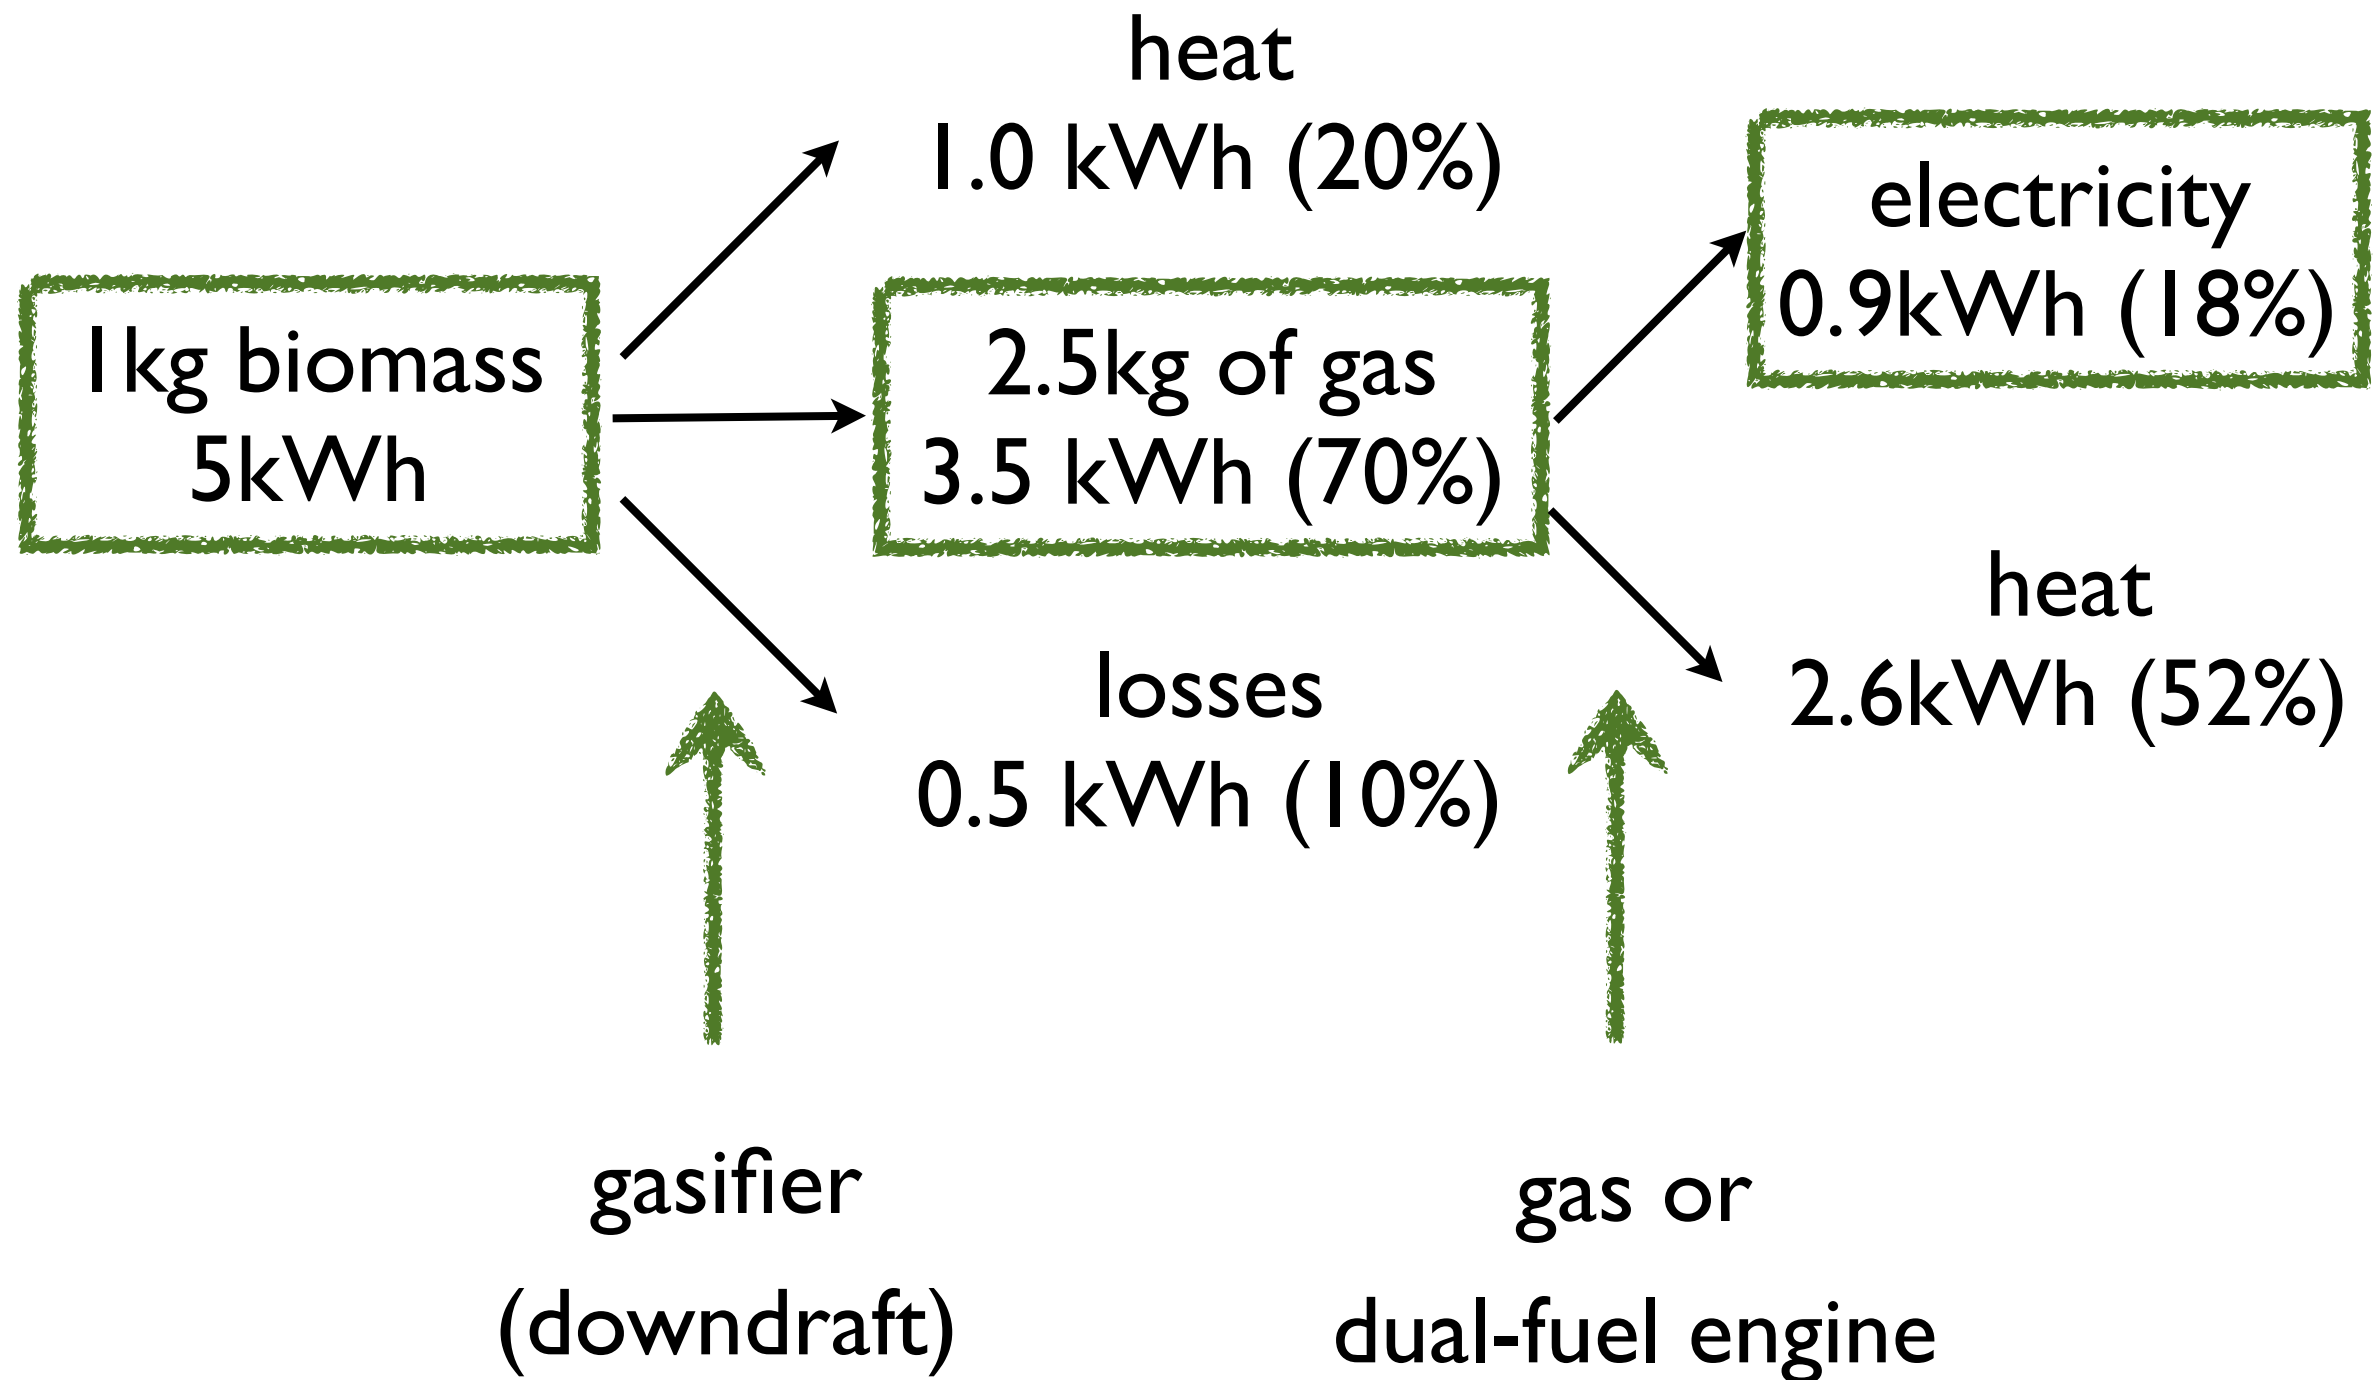 heat
1.0 kWh (20%)
electricity
0.9kWh (18%)
1kg biomass
5kWh
2.5kg of gas
3.5 kWh (70%)
heat
2.6kWh (52%)
losses
0.5 kWh (10%)
gasifier
(downdraft)
gas or
dual-fuel engine